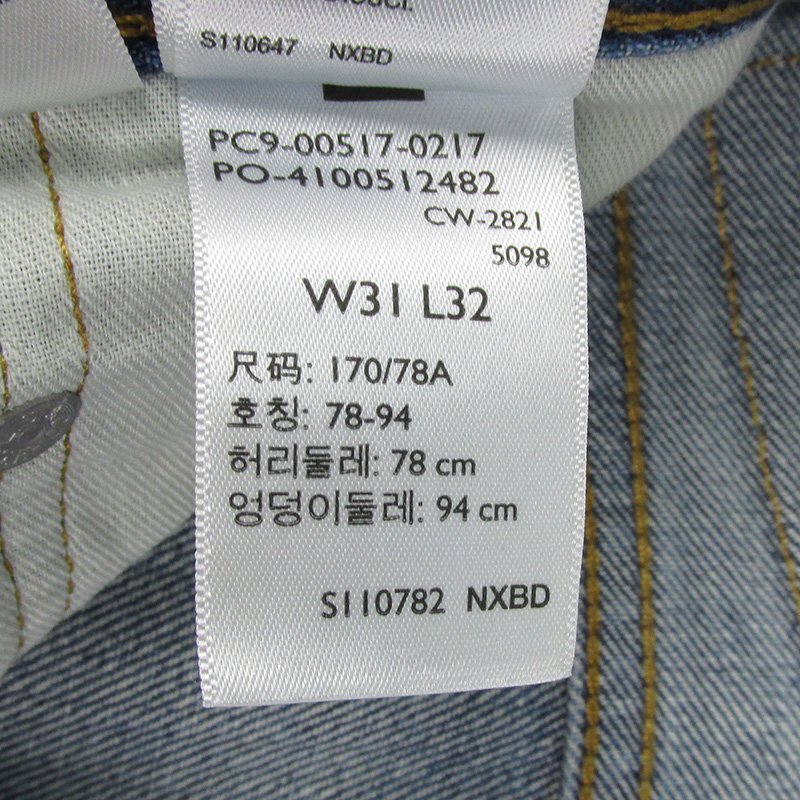 S110647 NXBD
PC9-00517-0217
PO-4100512482
CW-2821
5098
W31 L32
尺码: 170/78A
호칭: 78-94
허리둘레: 78 cm
엉덩이둘레: 94 cm
S110782 NXBD